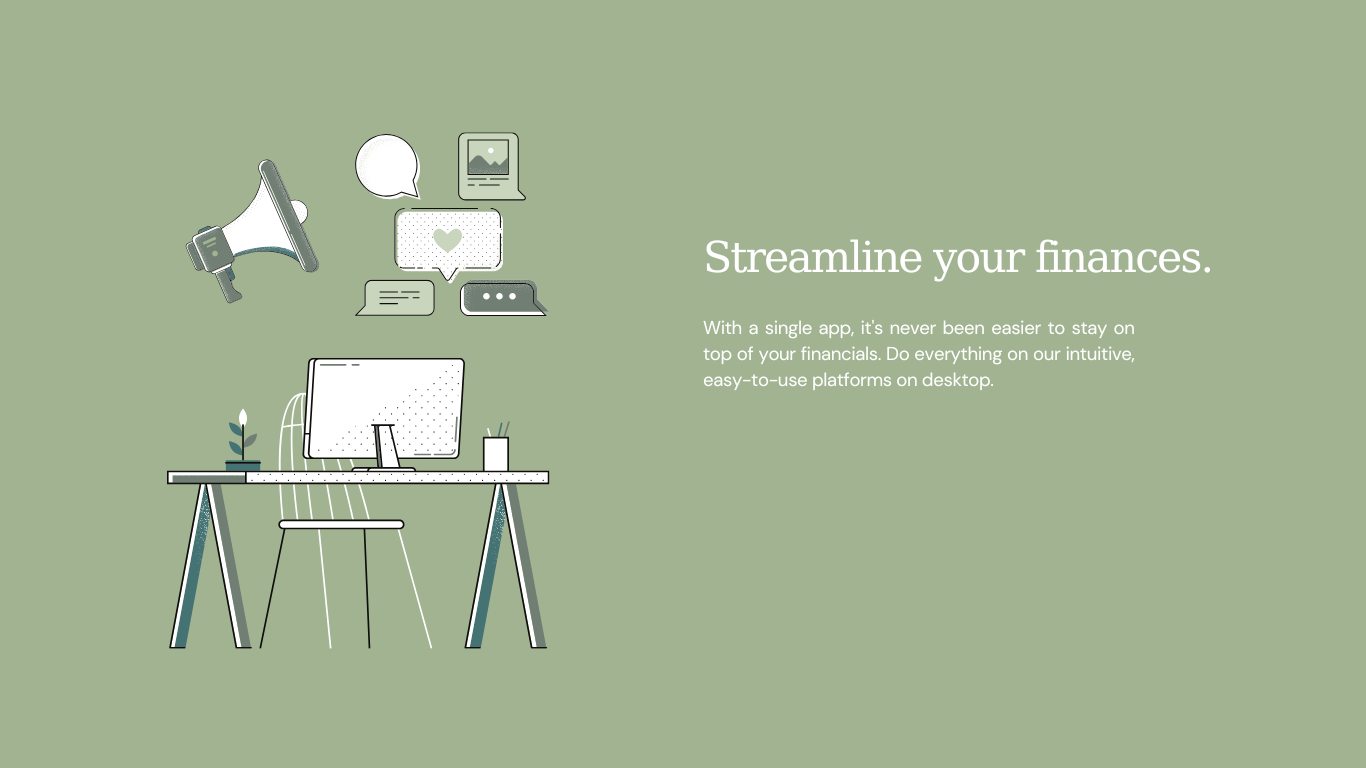 Streamline your finances.
With a single app, it's never been easier to stay on
top of your financials. Do everything on our intuitive,
easy-to-use platforms on desktop.